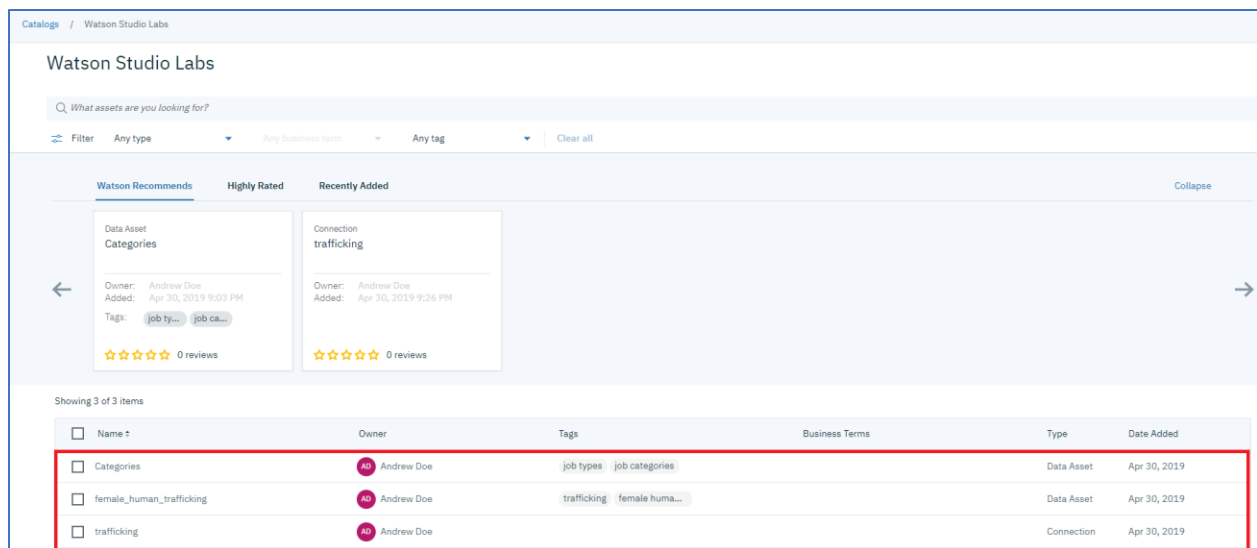 Catalogs / Watson Studio Labs
Watson Studio Labs
What assets are you looking for?
Filter Any type Any business term Any tag Clear all
Watson Recommends Highly Rated Recently Added Collapse
Data Asset
Categories
Owner: Andrew Doe
Added: Apr 30, 2019 9:03 PM
Tags: job ty... job ca...
0 reviews
Connection
trafficking
Owner: Andrew Doe
Added: Apr 30, 2019 9:26 PM
0 reviews
Showing 3 of 3 items
Name Owner Tags Business Terms Type Date Added
Categories AD Andrew Doe job types job categories Data Asset Apr 30, 2019
female_human_trafficking AD Andrew Doe trafficking female huma... Data Asset Apr 30, 2019
trafficking AD Andrew Doe Connection Apr 30, 2019